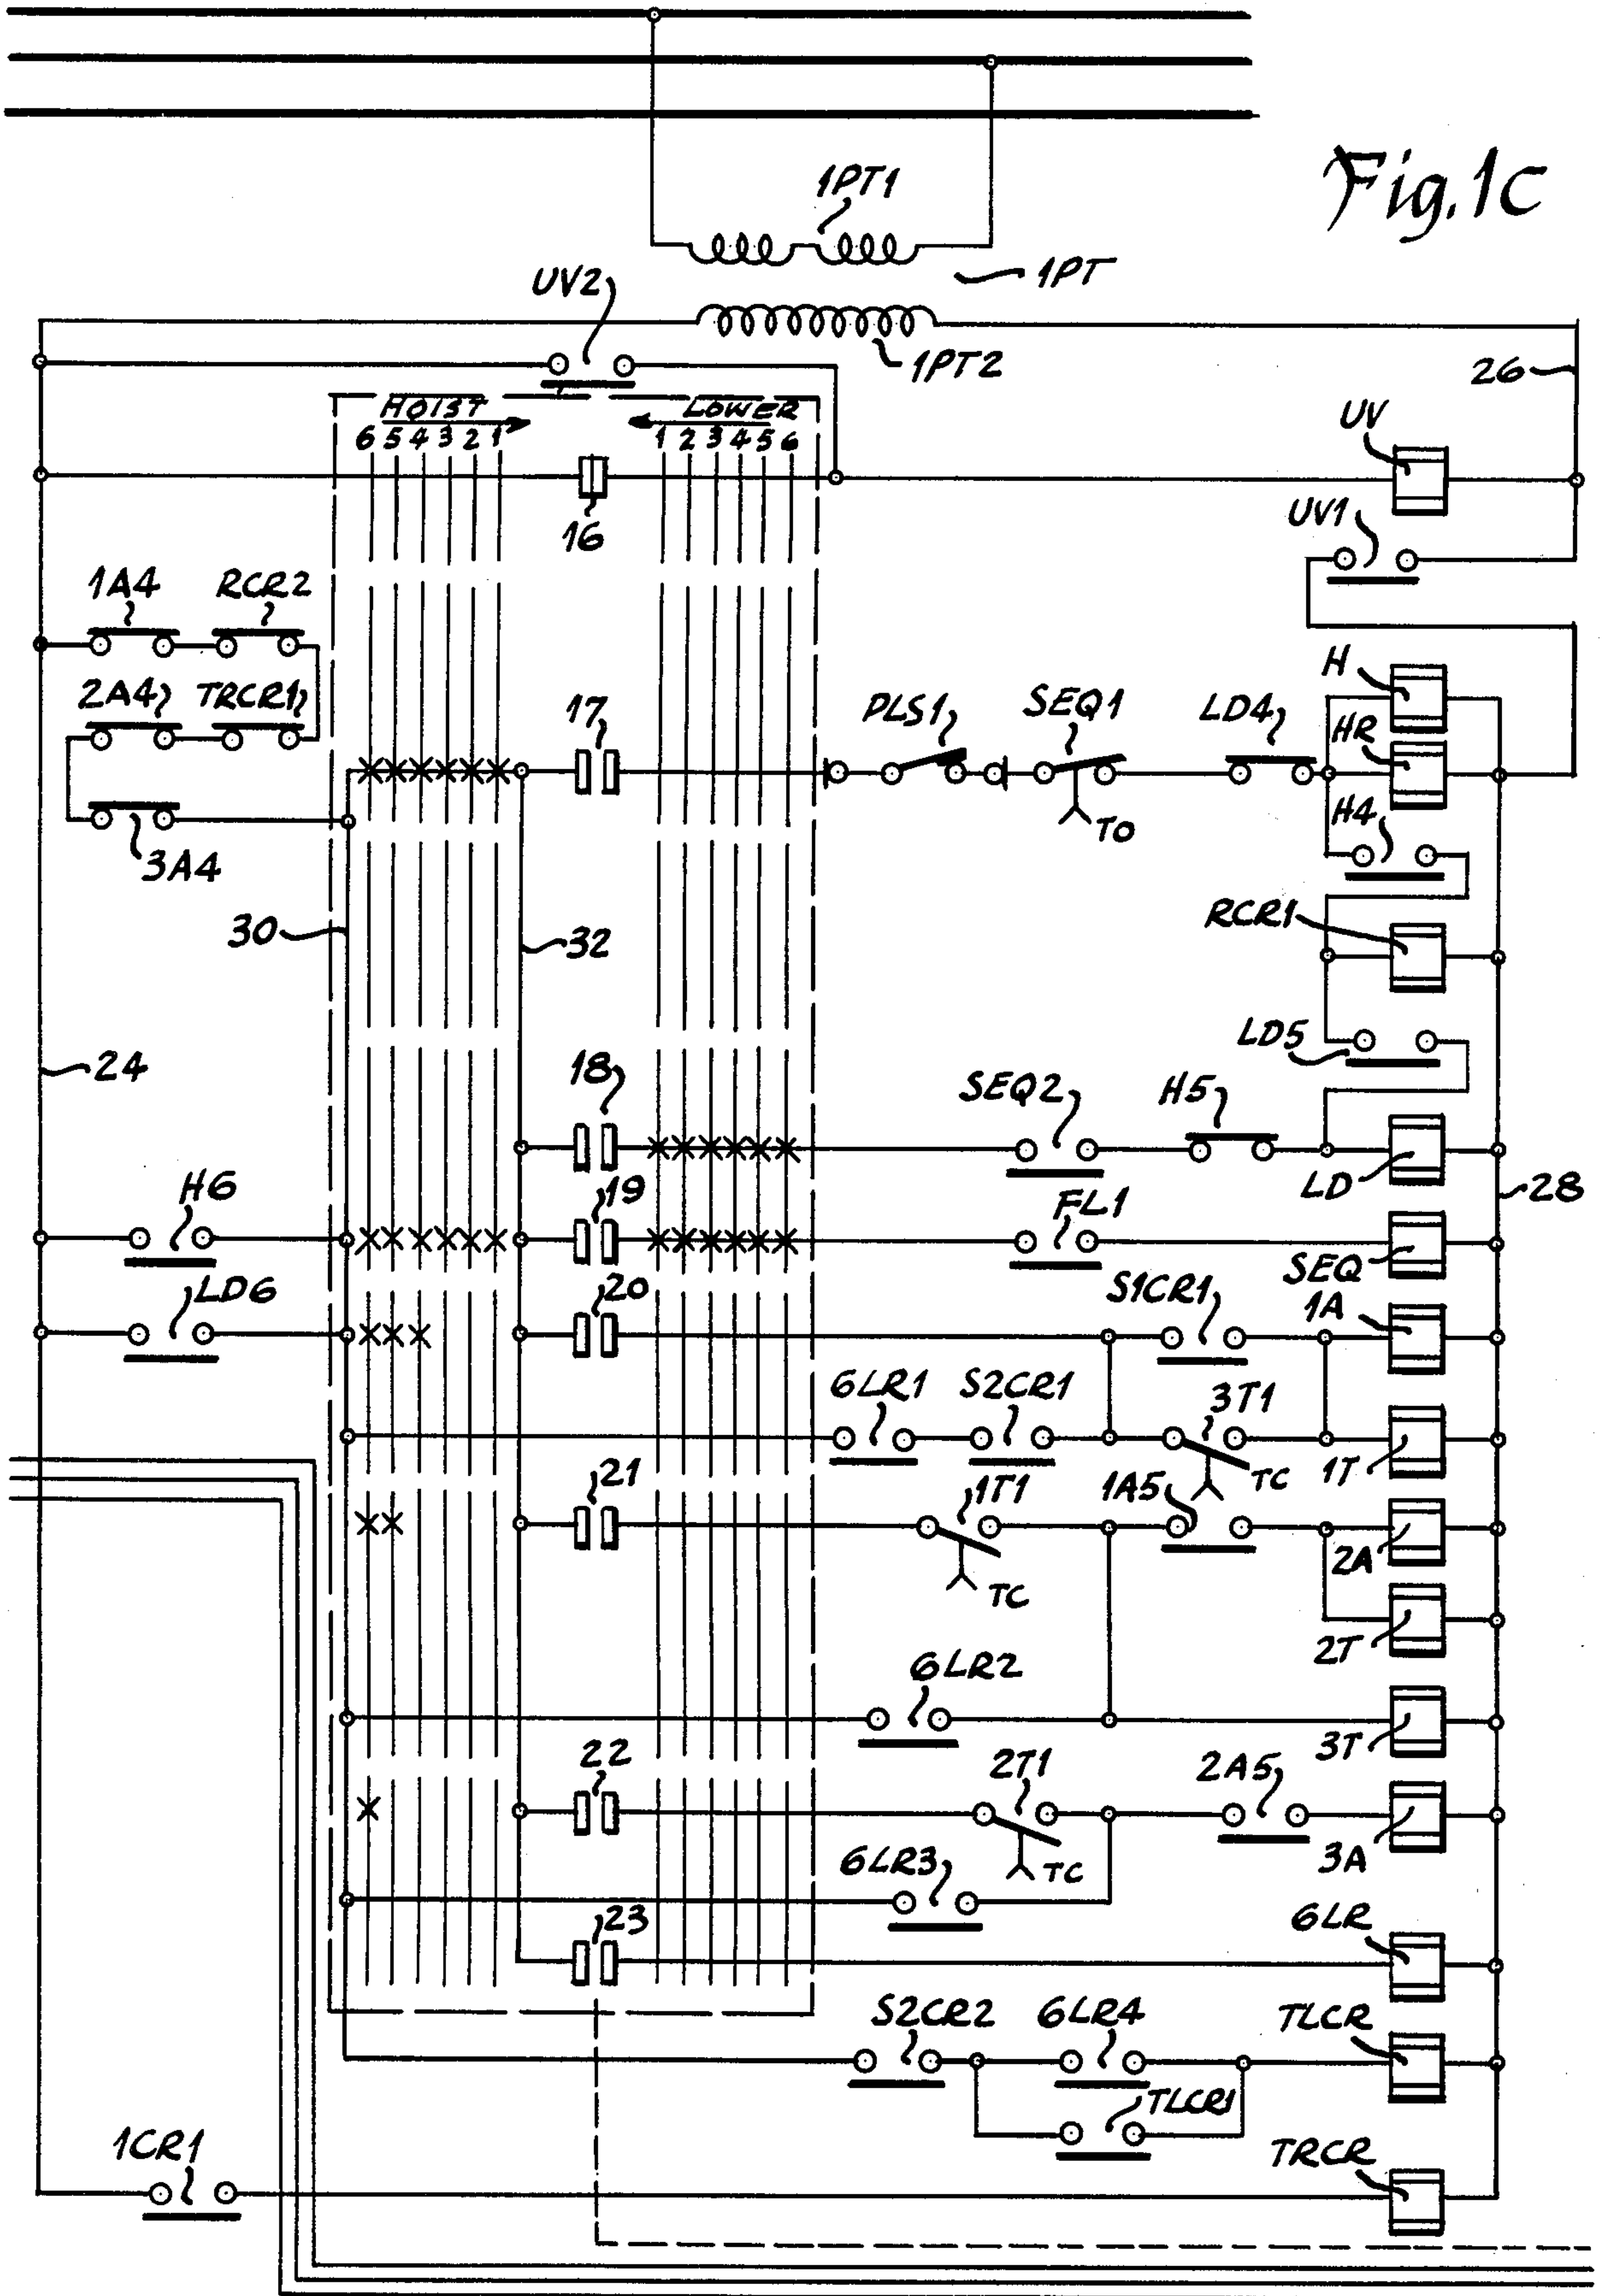 Fig. 1C
1PT1
1PT
UV2
1PT2
26
HOIST
LOWER
6 5 4 3 2 1
1 2 3 4 5 6
UV
16
UV1
1A4
RCR2
H
2A4
TRCR1
17
PLS1
SEQ1
LD4
HR
TO
H4
3A4
30
32
RCR1
LD5
24
18
SEQ2
H5
LD
28
H6
19
FL1
SEQ
LD6
20
S1CR1
1A
6LR1
S2CR1
3T1
TC
1T
21
1T1
1A5
TC
2A
2T
6LR2
3T
22
2T1
2A5
TC
3A
6LR3
23
6LR
S2CR2
6LR4
TLCR
TLCR1
1CR1
TRCR